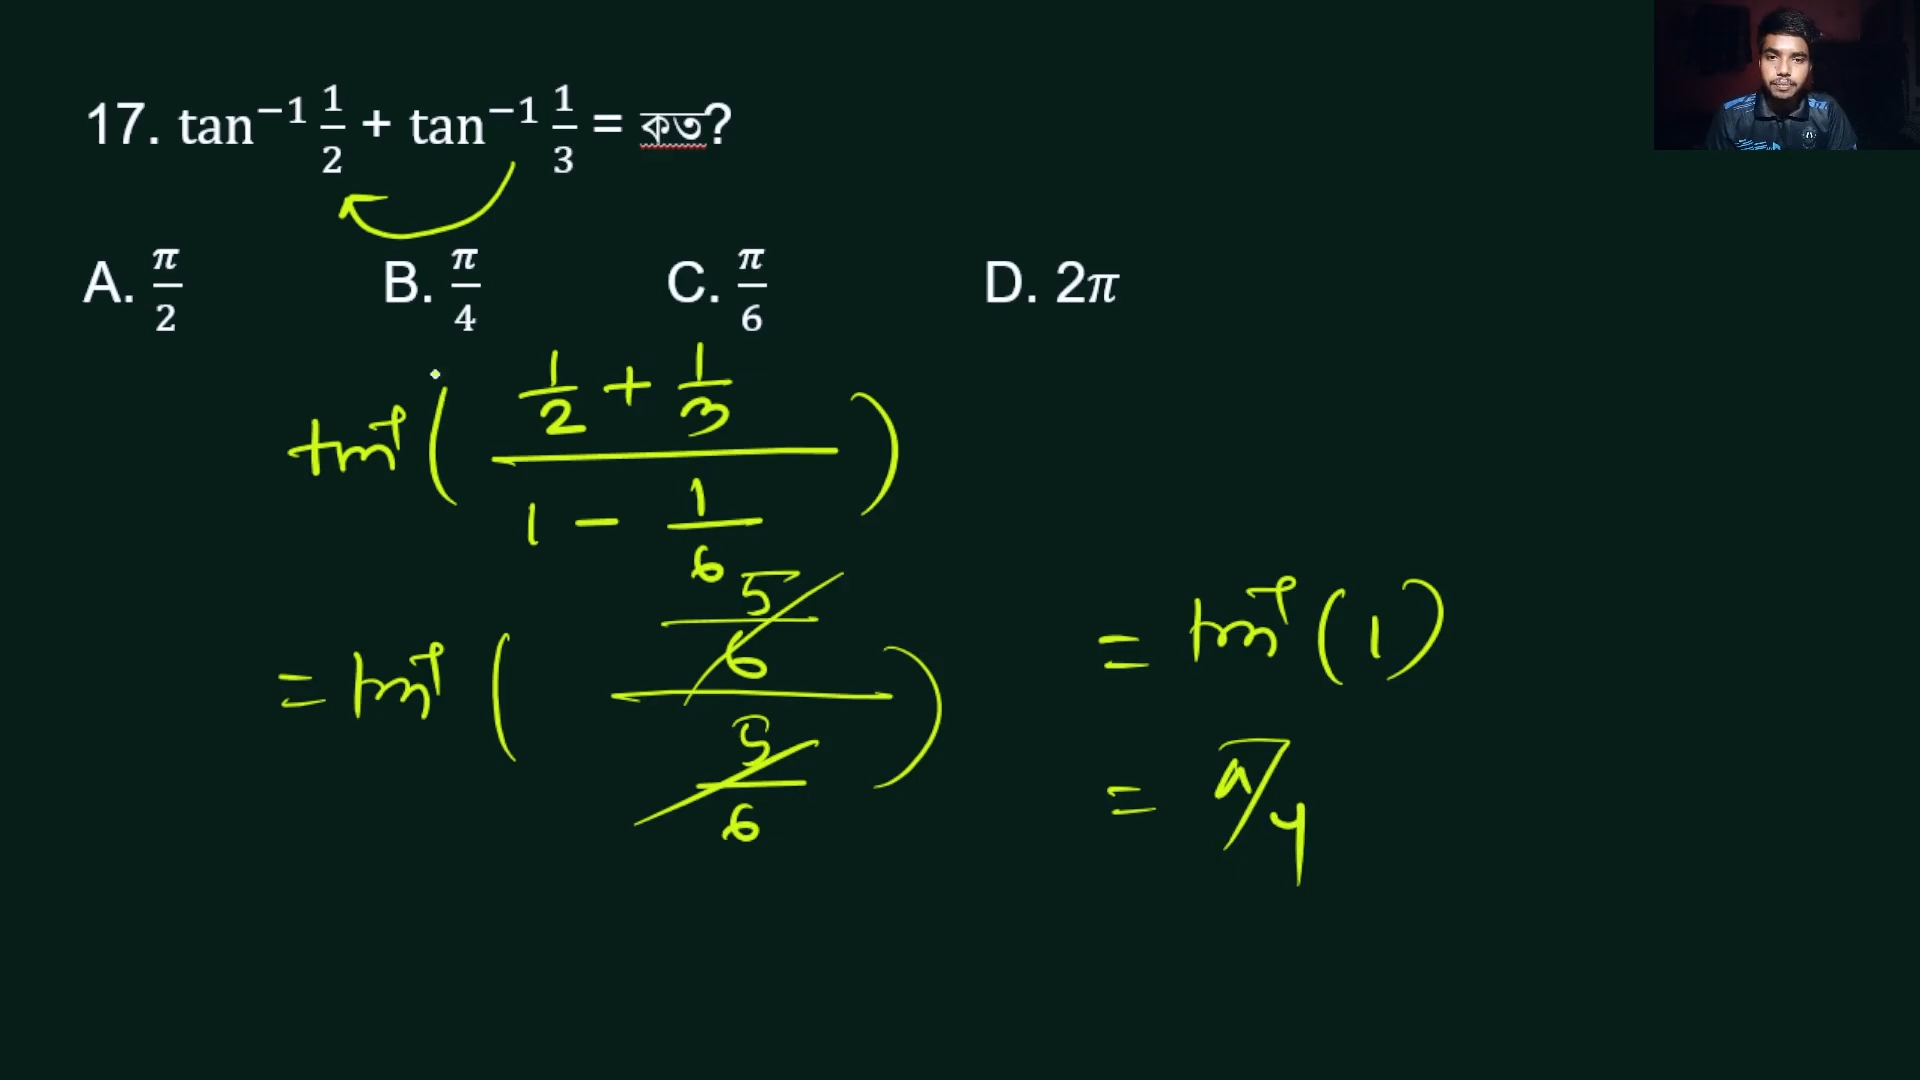 17. tan⁻¹ 1/2 + tan⁻¹ 1/3 = কত?
A. π/2 B. π/4 C. π/6 D. 2π
tan⁻¹ ( (1/2 + 1/3) / (1 - 1/6) )
= tan⁻¹ ( (5/6) / (5/6) )
= tan⁻¹ (1)
= π/4